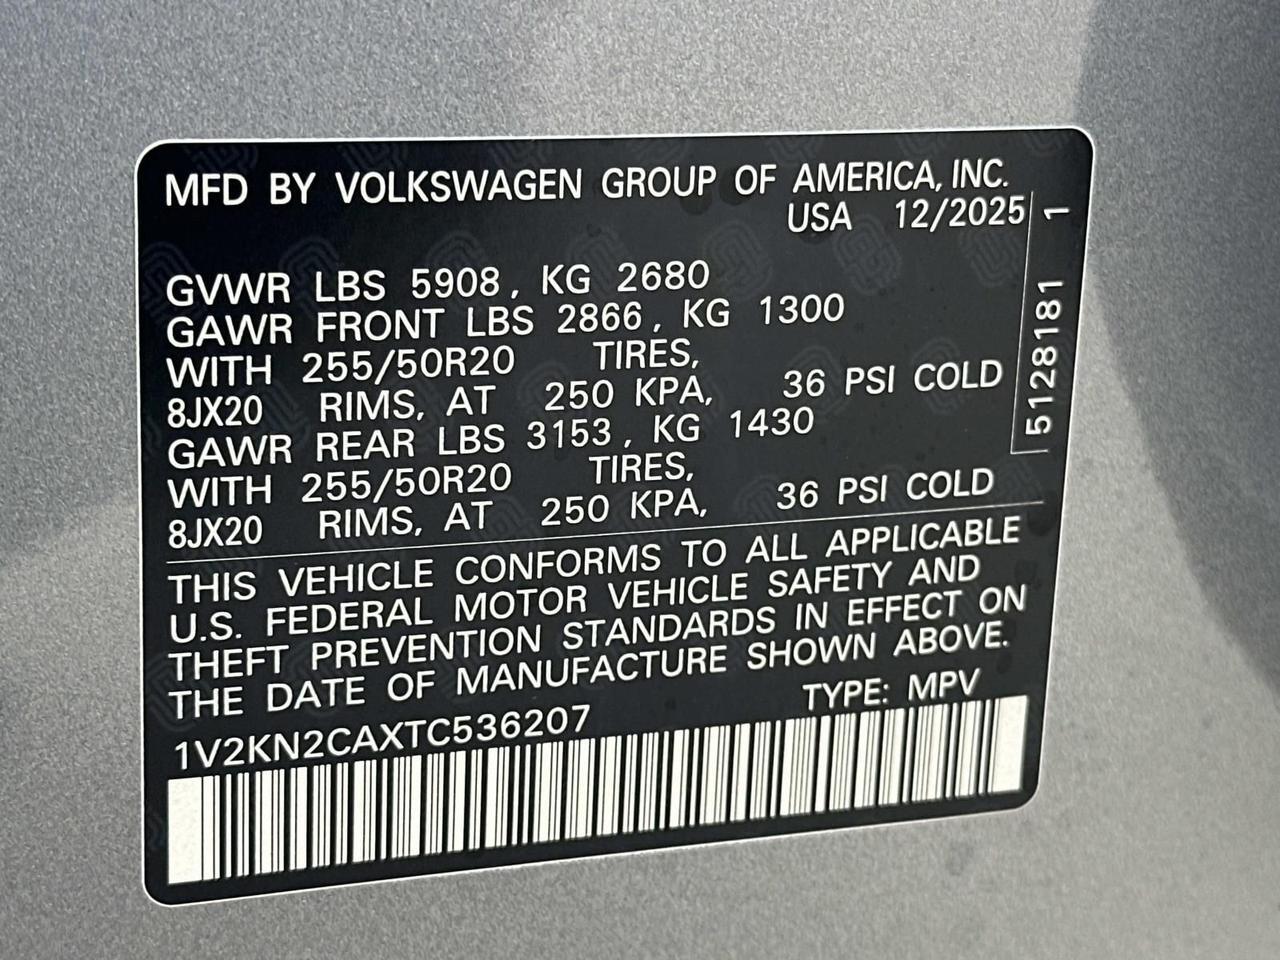 MFD BY VOLKSWAGEN GROUP OF AMERICA, INC.
USA 12/2025
GVWR LBS 5908, KG 2680
GAWR FRONT LBS 2866, KG 1300
WITH 255/50R20 TIRES,
8JX20 RIMS, AT 250 KPA, 36 PSI COLD
GAWR REAR LBS 3153, KG 1430
WITH 255/50R20 TIRES,
8JX20 RIMS, AT 250 KPA, 36 PSI COLD
THIS VEHICLE CONFORMS TO ALL APPLICABLE
U.S. FEDERAL MOTOR VEHICLE SAFETY AND
THEFT PREVENTION STANDARDS IN EFFECT ON
THE DATE OF MANUFACTURE SHOWN ABOVE.
TYPE: MPV
1V2KN2CAXTC536207
5128181 1